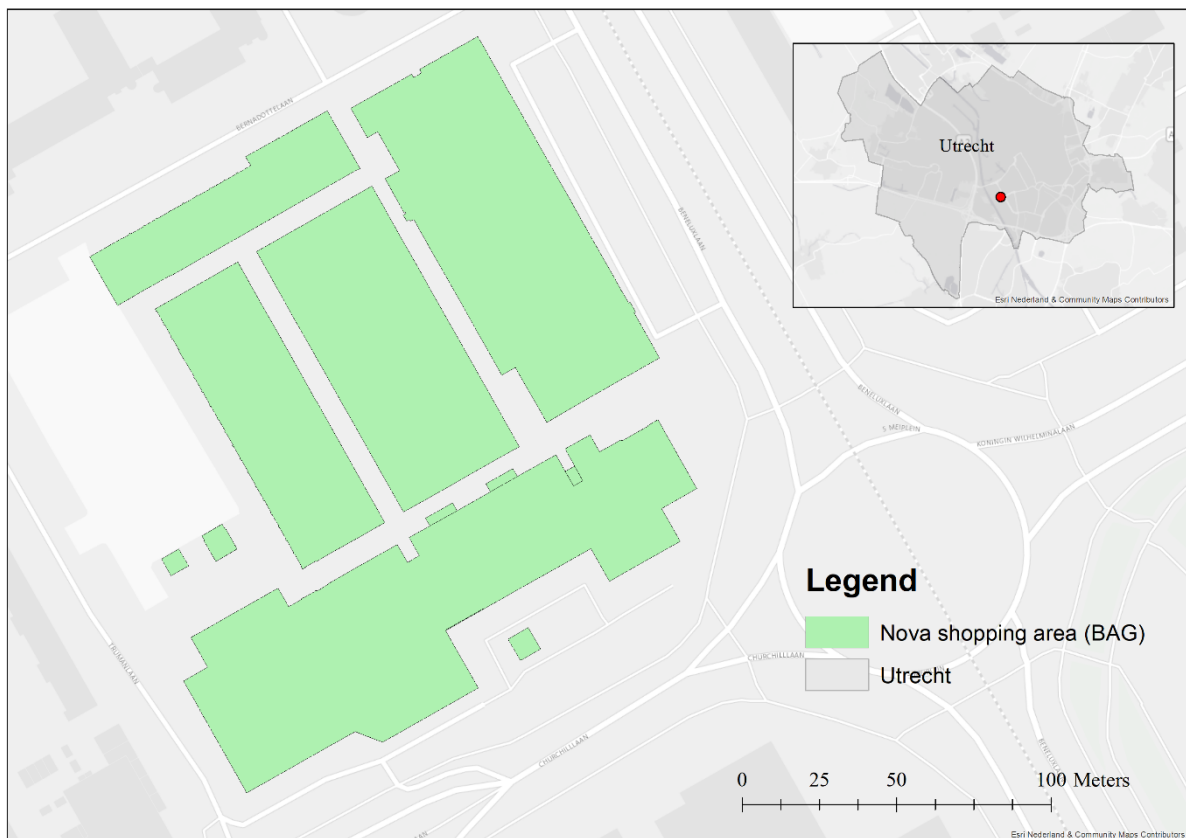 BERNADOTTELAAN
BENELUXLAAN
Utrecht
A
Esri Nederland & Community Maps Contributors
BENELUXLAAN
5 MEIPLEIN
KONINGIN WILHELMINALAAN
TRUMANLAAN
CHURCHILLLAAN
CHURCHILLLAAN
Legend
Nova shopping area (BAG)
Utrecht
0 25 50 100 Meters
Esri Nederland & Community Maps Contributors